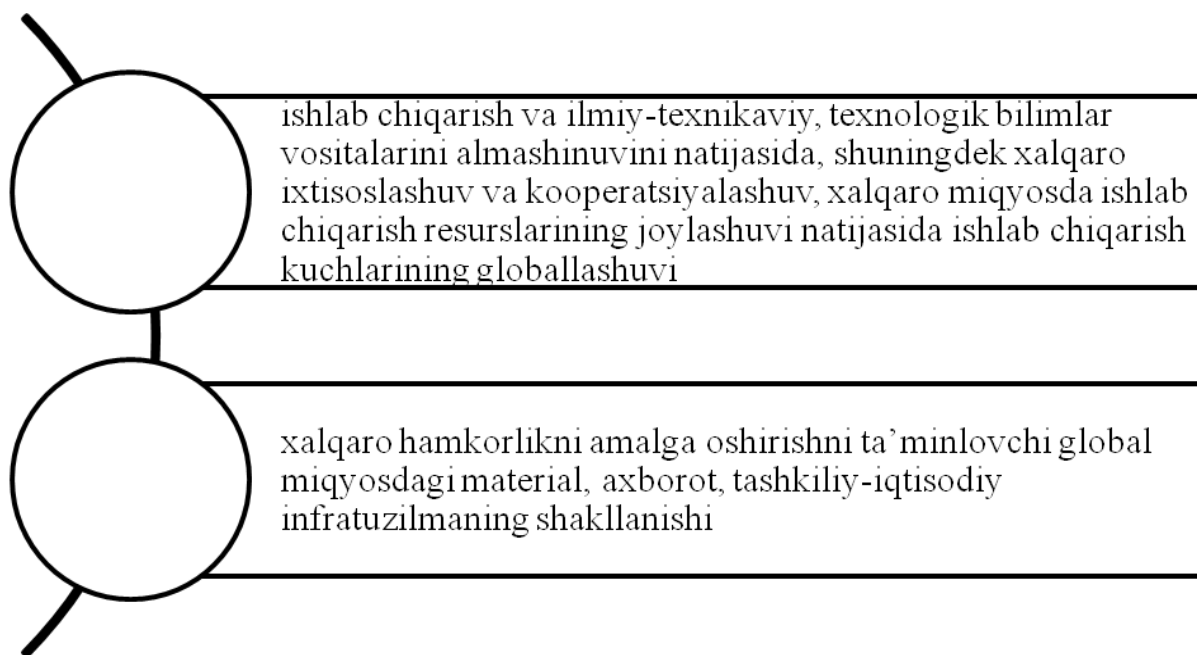 ishlab chiqarish va ilmiy-texnikaviy, texnologik bilimlar
vositalarini almashinuvini natijasida, shuningdek xalqaro
ixtisoslashuv va kooperatsiyalashuv, xalqaro miqyosda ishlab
chiqarish resurslarining joylashuvi natijasida ishlab chiqarish
kuchlarining globallashuvi
xalqaro hamkorlikni amalga oshirishni ta’minlovchi global
miqyosdagi material, axborot, tashkiliy-iqtisodiy
infratuzilmaning shakllanishi